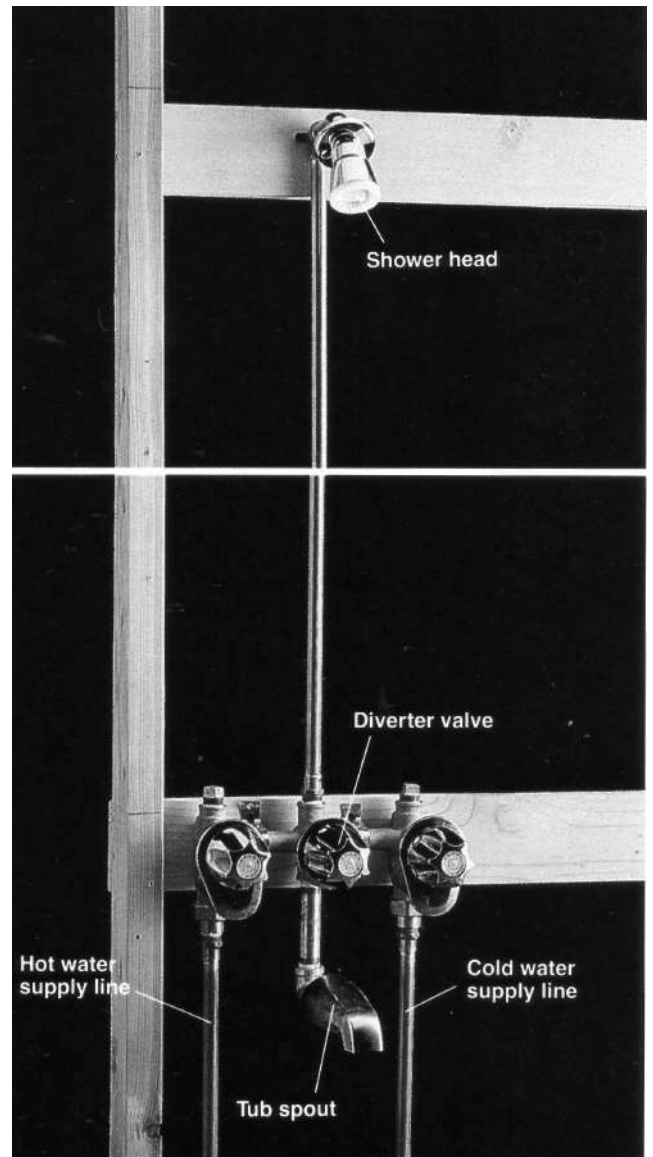 Shower head
Diverter valve
Hot water
supply line
Cold water
supply line
Tub spout